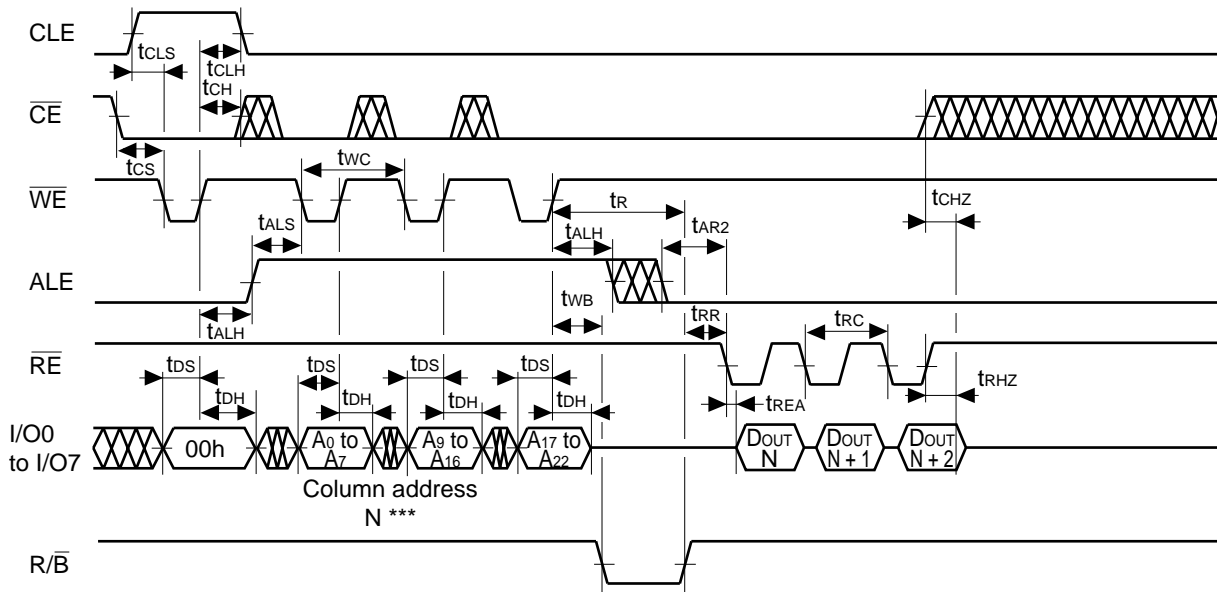 CLE
tCLS
tCLH
tCH
CE
tCS
tWC
WE
tR
tCHZ
tALS
tALH
tAR2
ALE
tWB
tALH
tRR
tRC
RE
tDS
tDS
tDS
tDS
tDH
tDH
tDH
tDH
tREA
tRHZ
I/O0
to I/O7
00h
A0 to
A7
A9 to
A16
A17 to
A22
DOUT
N
DOUT
N + 1
DOUT
N + 2
Column address
N ***
R/B